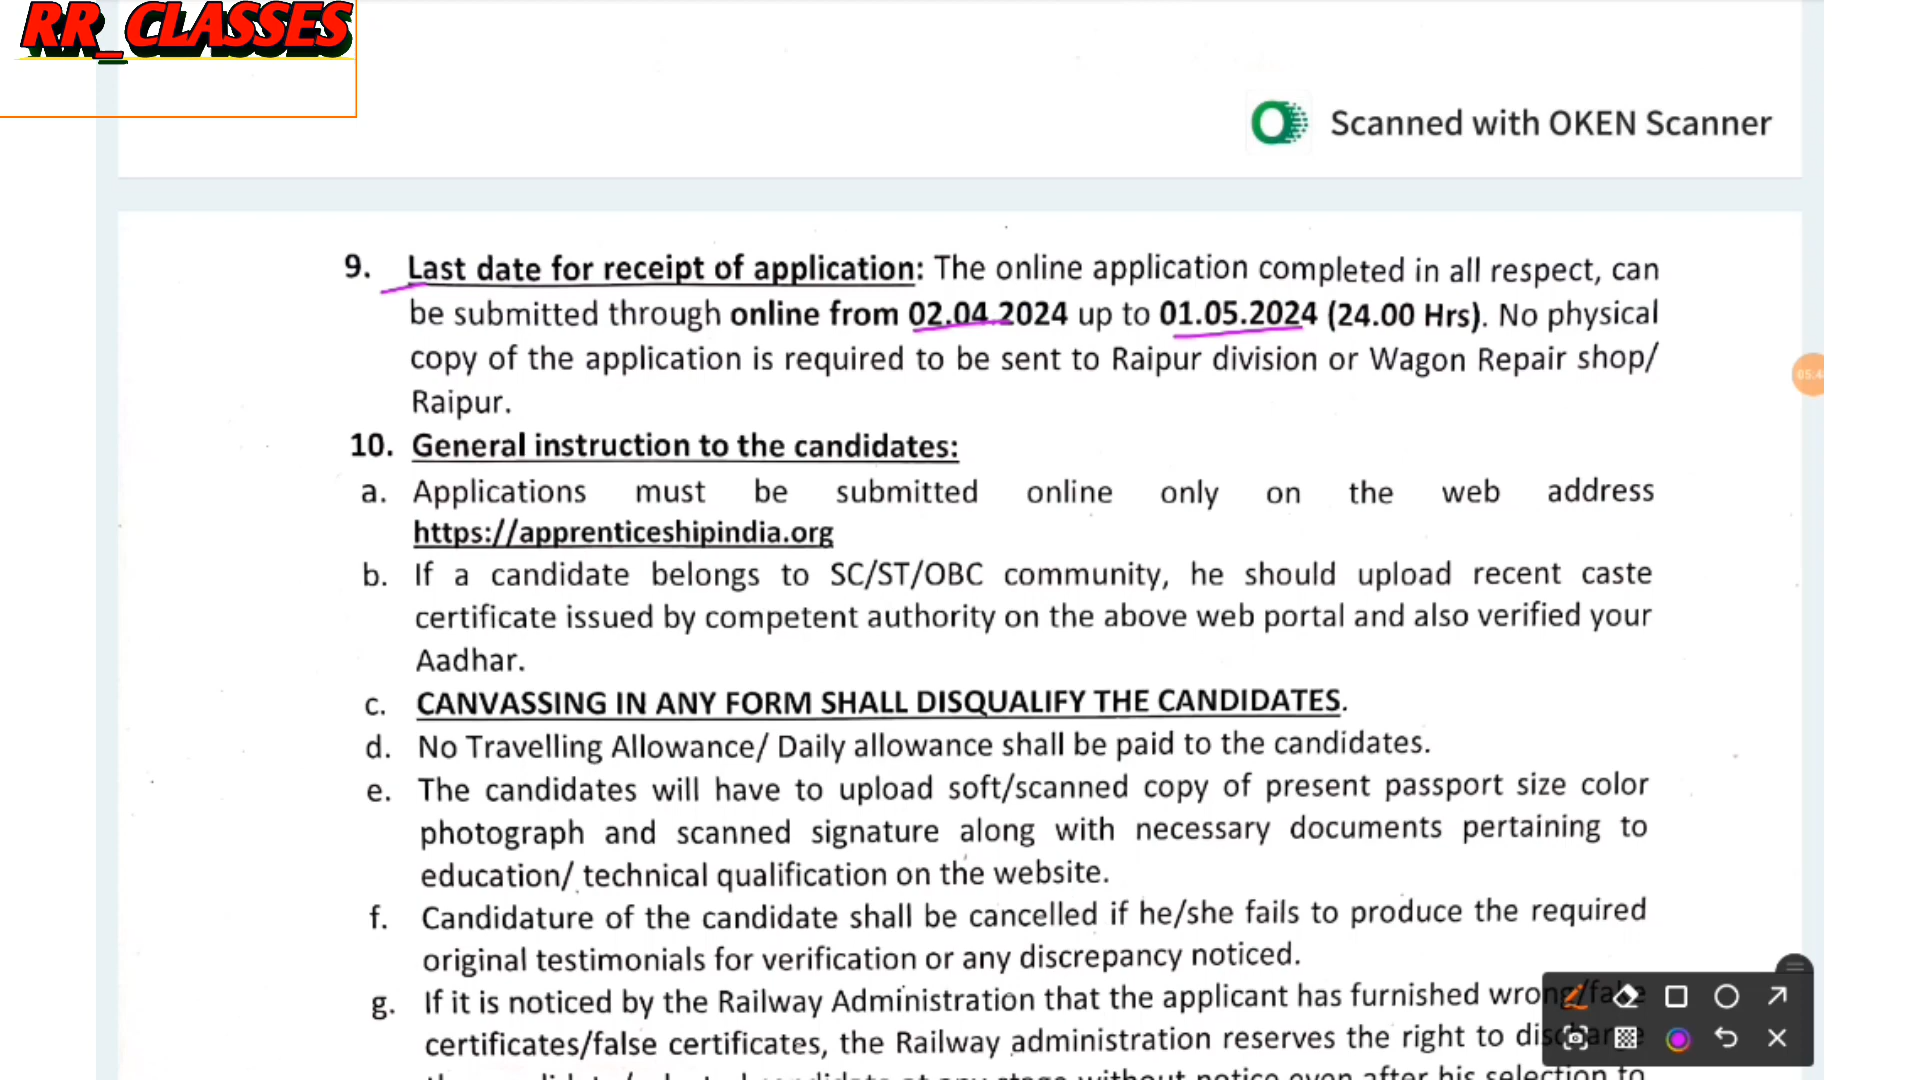 RR_CLASSES
Scanned with OKEN Scanner
9. Last date for receipt of application: The online application completed in all respect, can
be submitted through online from 02.04.2024 up to 01.05.2024 (24.00 Hrs). No physical
copy of the application is required to be sent to Raipur division or Wagon Repair shop/
Raipur.
10. General instruction to the candidates:
a. Applications must be submitted online only on the web address
https://apprenticeshipindia.org
b. If a candidate belongs to SC/ST/OBC community, he should upload recent caste
certificate issued by competent authority on the above web portal and also verified your
Aadhar.
c. CANVASSING IN ANY FORM SHALL DISQUALIFY THE CANDIDATES.
d. No Travelling Allowance/ Daily allowance shall be paid to the candidates.
e. The candidates will have to upload soft/scanned copy of present passport size color
photograph and scanned signature along with necessary documents pertaining to
education/ technical qualification on the website.
f. Candidature of the candidate shall be cancelled if he/she fails to produce the required
original testimonials for verification or any discrepancy noticed.
g. If it is noticed by the Railway Administration that the applicant has furnished wrong/false
certificates/false certificates, the Railway administration reserves the right to discharge
without notice even after his selection to